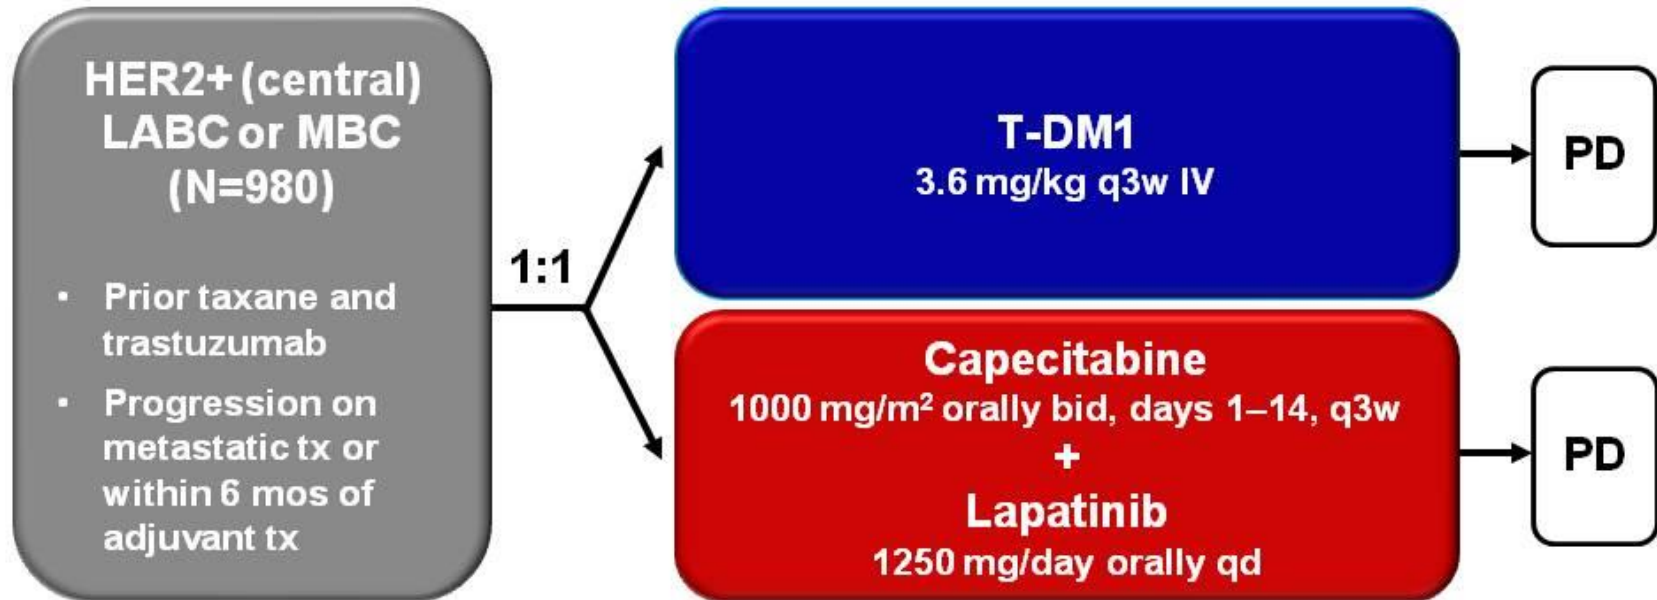 HER2+ (central)
LABC or MBC
(N=980)
▪ Prior taxane and
trastuzumab
▪ Progression on
metastatic tx or
within 6 mos of
adjuvant tx
1:1
T-DM1
3.6 mg/kg q3w IV
PD
Capecitabine
1000 mg/m² orally bid, days 1–14, q3w
+
Lapatinib
1250 mg/day orally qd
PD